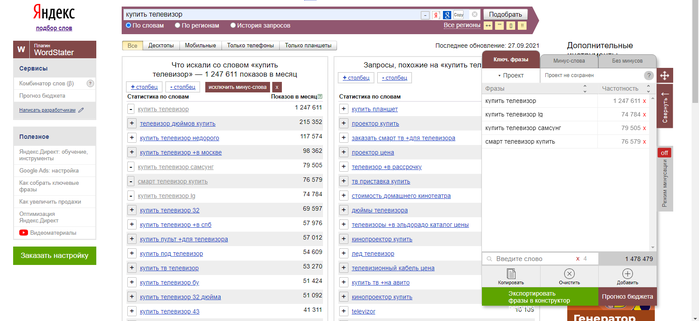 Яндекс
подбор слов
купить телевизор
Подобрать
По словам По регионам История запросов
Все регионы
Все Десктопы Мобильные Только телефоны Только планшеты
Последнее обновление: 27.09.2021
Дополнительные
W Плагин WordStater
Сервисы
Комбинатор слов (β) ?
Прогноз бюджета
Написать разработчикам
Полезное
Яндекс Директ: обучение, инструменты
Google Ads: настройка
Как собрать ключевые фразы
Как увеличить продажи
Оптимизация Яндекс.Директ
Видеоматериалы
Заказать настройку
Что искали со словом «купить
телевизор» — 1 247 611 показов в месяц
+ столбец - столбец исключить минус-слова x
Статистика по словам Показов в месяц
- купить телевизор 1 247 611
+ телевизор дюймов купить 215 352
+ купить телевизор недорого 117 574
+ купить телевизор +в москве 98 362
- купить телевизор самсунг 79 505
- смарт телевизор купить 76 579
- купить телевизор lg 74 784
+ купить телевизор 32 69 597
+ купить телевизор +в спб 57 976
+ купить пульт +для телевизора 57 012
+ купить под телевизор 54 609
+ купить тв телевизор 53 270
+ купить телевизор бу 51 424
+ купить телевизор 32 дюйма 51 092
+ купить телевизор 43 41 311
Запросы, похожие на «купить
+ столбец - столбец
Статистика по словам
+ купить планшет
+ проектор купить
+ заказать смарт тв +для телевизора
+ проектор цена
+ телевизор +в рассрочку
+ тв приставка купить
+ стоимость домашнего кинотеатра
+ дюймы телевизора
+ телевизоры +в эльдорадо каталог цены
+ кинопроектор купить
+ лед телевизор
+ телевизионный кабель цена
+ купить тв +на авито
+ кинопроектор купить
+ televizor
Ключ. фразы Минус-слова Без минусов
+ Проект Проект не сохранен ?
Фразы Частотность
купить телевизор 1 247 611 x
купить телевизор lg 74 784 x
купить телевизор самсунг 79 505 x
смарт телевизор купить 76 579 x
Введите слово x 4 1 478 479
Копировать Очистить Добавить
Экспортировать фразы в конструктор
Прогноз бюджета
Свернуть
off
Режим минусации
Генератор